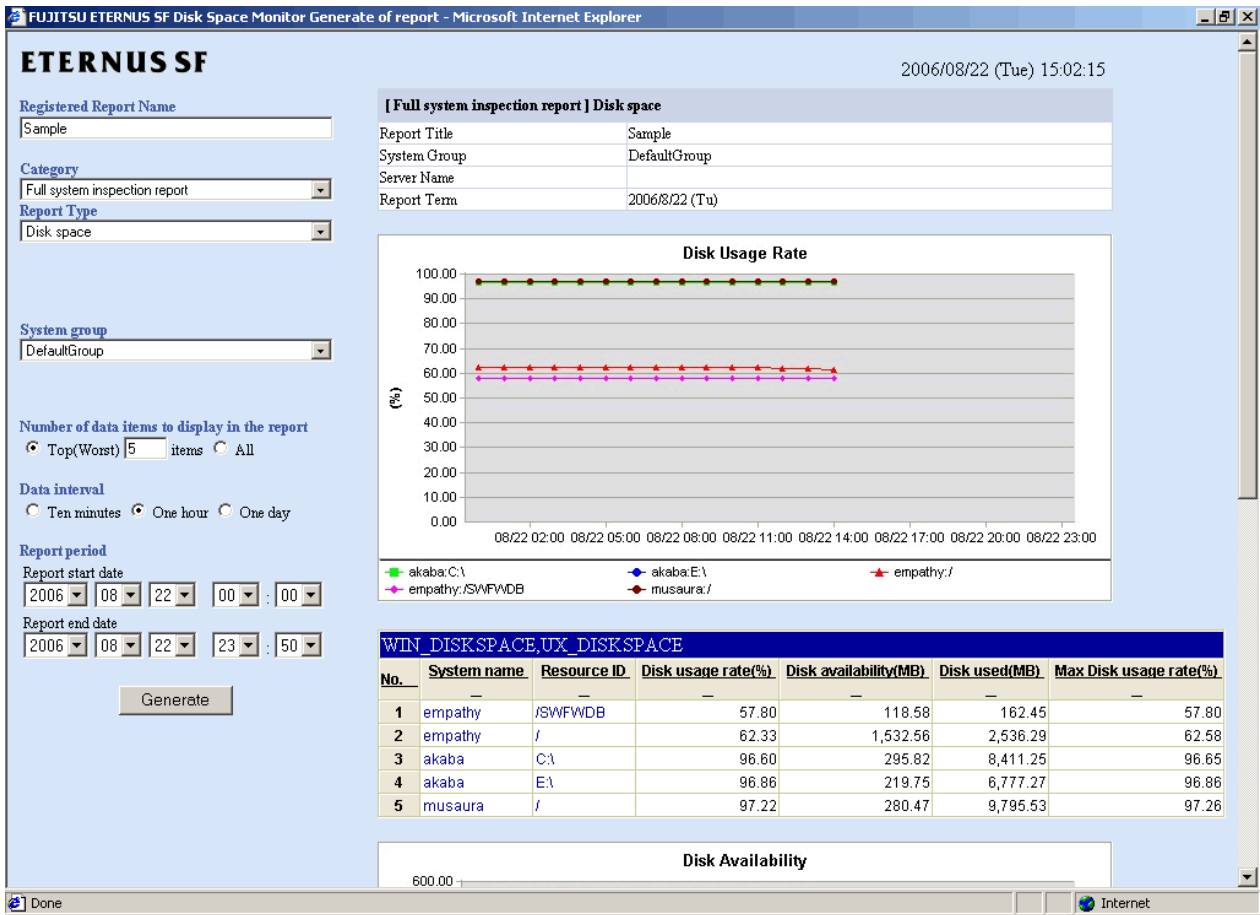 FUJITSU ETERNUS SF Disk Space Monitor Generate of report - Microsoft Internet Explorer
ETERNUS SF
2006/08/22 (Tue) 15:02:15
Registered Report Name
Sample
Category
Full system inspection report
Report Type
Disk space
System group
DefaultGroup
Number of data items to display in the report
Top(Worst) 5 items All
Data interval
Ten minutes One hour One day
Report period
Report start date
2006 08 22 00 : 00
Report end date
2006 08 22 23 : 50
Generate
[ Full system inspection report ] Disk space
Report Title Sample
System Group DefaultGroup
Server Name
Report Term 2006/8/22 (Tu)
Disk Usage Rate
100.00
90.00
80.00
70.00
60.00
50.00
40.00
30.00
20.00
10.00
0.00
(%)
08/22 02:00 08/22 05:00 08/22 08:00 08/22 11:00 08/22 14:00 08/22 17:00 08/22 20:00 08/22 23:00
akaba:C:\ akaba:E:\ empathy:/
empathy:/SWFWDB musaura:/
WIN_DISKSPACE,UX_DISKSPACE
No. System name Resource ID Disk usage rate(%) Disk availability(MB) Disk used(MB) Max Disk usage rate(%)
1 empathy /SWFWDB 57.80 118.58 162.45 57.80
2 empathy / 62.33 1,532.56 2,536.29 62.58
3 akaba C:\ 96.60 295.82 8,411.25 96.65
4 akaba E:\ 96.86 219.75 6,777.27 96.86
5 musaura / 97.22 280.47 9,795.53 97.26
Disk Availability
600.00
Done
Internet